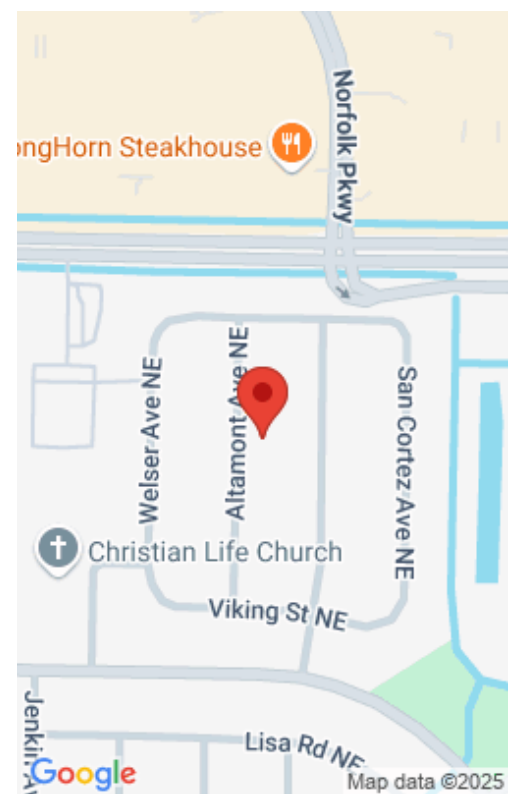 Norfolk Pkwy
ongHorn Steakhouse
Welser Ave NE
Altamont Ave NE
San Cortez Ave NE
Christian Life Church
Viking St NE
Jenkin
Lisa Rd NE
Google
Map data ©2025